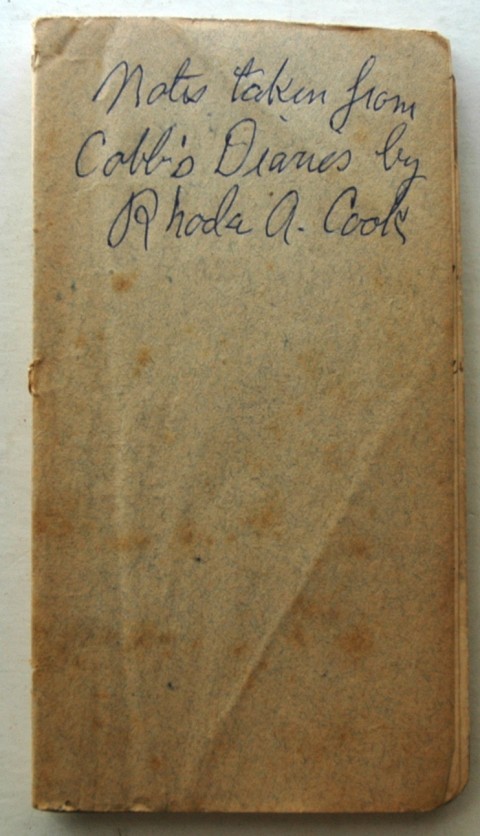 Notes taken from
Cobb's Diaries by
Rhoda A. Cook